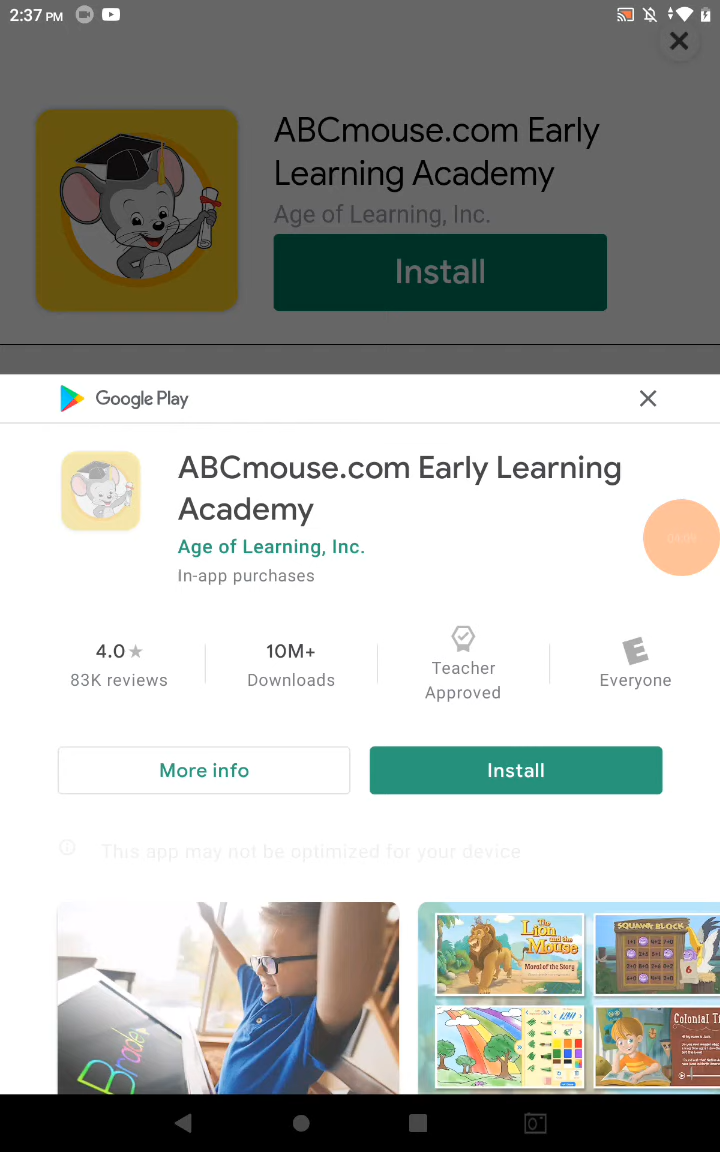 2:37 PM
ABCmouse.com Early
Learning Academy
Age of Learning, Inc.
Install
Google Play
ABCmouse.com Early Learning
Academy
Age of Learning, Inc.
In-app purchases
4.0★
83K reviews
10M+
Downloads
Teacher
Approved
E
Everyone
More info
Install
This app may not be optimized for your device
Brade
The
Lion
and the
Mouse
Moral of the Story
SQUAWK BLOCK
6